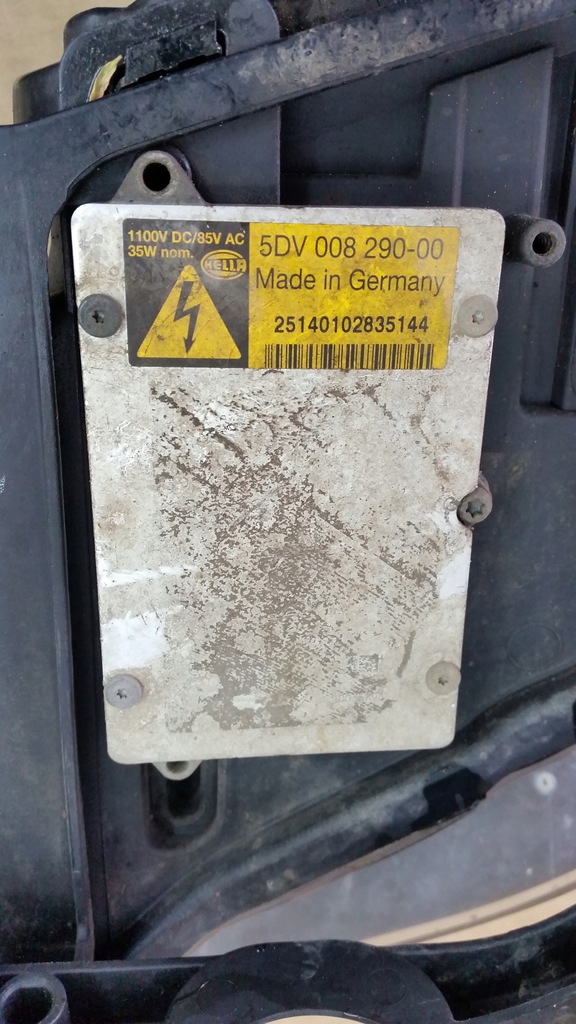 1100V DC/85V AC
35W nom.
HELLA
5DV 008 290-00
Made in Germany
25140102835144